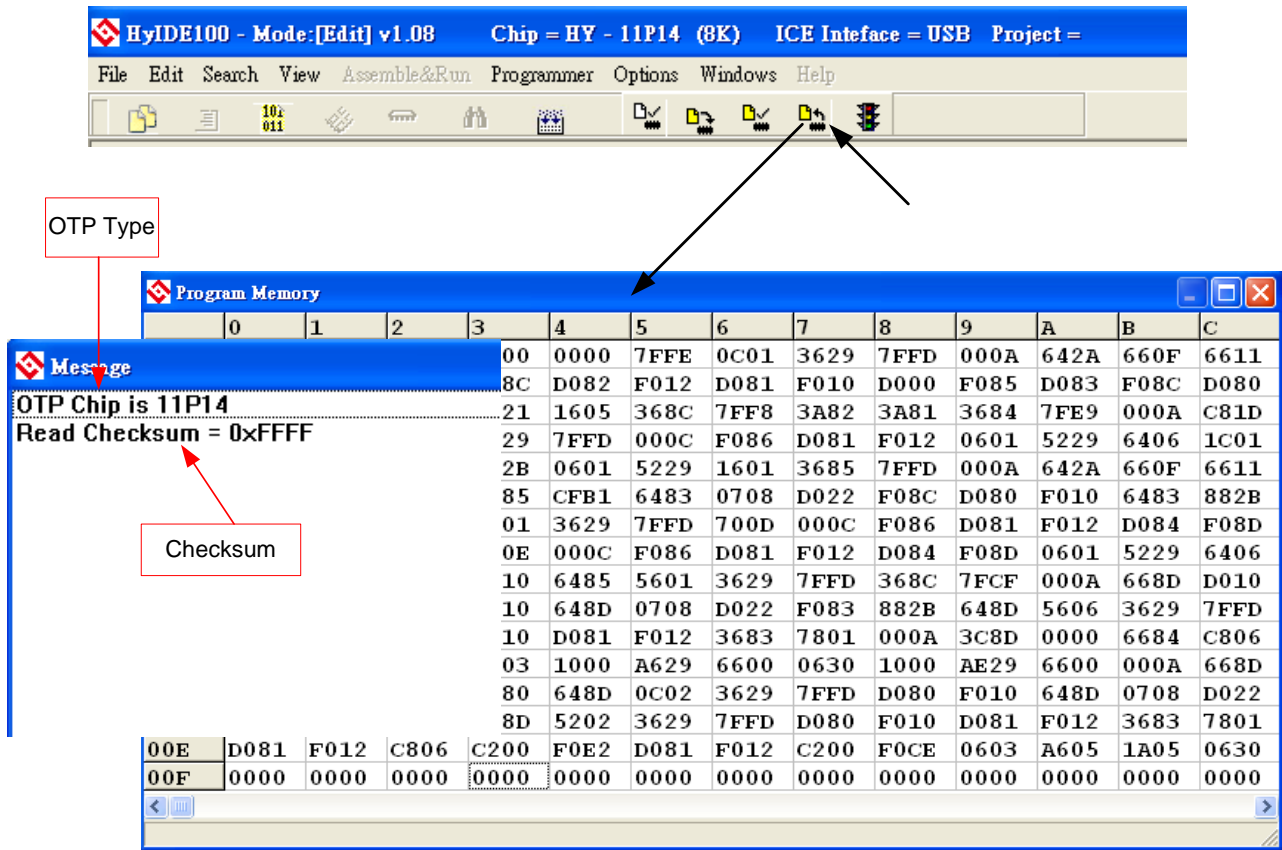 HyIDE100 - Mode:[Edit] v1.08 Chip = HY - 11P14 (8K) ICE Inteface = USB Project =
File Edit Search View Assemble&Run Programmer Options Windows Help
OTP Type
Program Memory
0 1 2 3 4 5 6 7 8 9 A B C
Message
OTP Chip is 11P14
Read Checksum = 0xFFFF
Checksum
00 0000 7FFE 0C01 3629 7FFD 000A 642A 660F 6611
8C D082 F012 D081 F010 D000 F085 D083 F08C D080
21 1605 368C 7FF8 3A82 3A81 3684 7FE9 000A C81D
29 7FFD 000C F086 D081 F012 0601 5229 6406 1C01
2B 0601 5229 1601 3685 7FFD 000A 642A 660F 6611
85 CFB1 6483 0708 D022 F08C D080 F010 6483 882B
01 3629 7FFD 700D 000C F086 D081 F012 D084 F08D
0E 000C F086 D081 F012 D084 F08D 0601 5229 6406
10 6485 5601 3629 7FFD 368C 7FCF 000A 668D D010
10 648D 0708 D022 F083 882B 648D 5606 3629 7FFD
10 D081 F012 3683 7801 000A 3C8D 0000 6684 C806
03 1000 A629 6600 0630 1000 AE29 6600 000A 668D
80 648D 0C02 3629 7FFD D080 F010 648D 0708 D022
8D 5202 3629 7FFD D080 F010 D081 F012 3683 7801
00E D081 F012 C806 C200 F0E2 D081 F012 C200 F0CE 0603 A605 1A05 0630
00F 0000 0000 0000 0000 0000 0000 0000 0000 0000 0000 0000 0000 0000